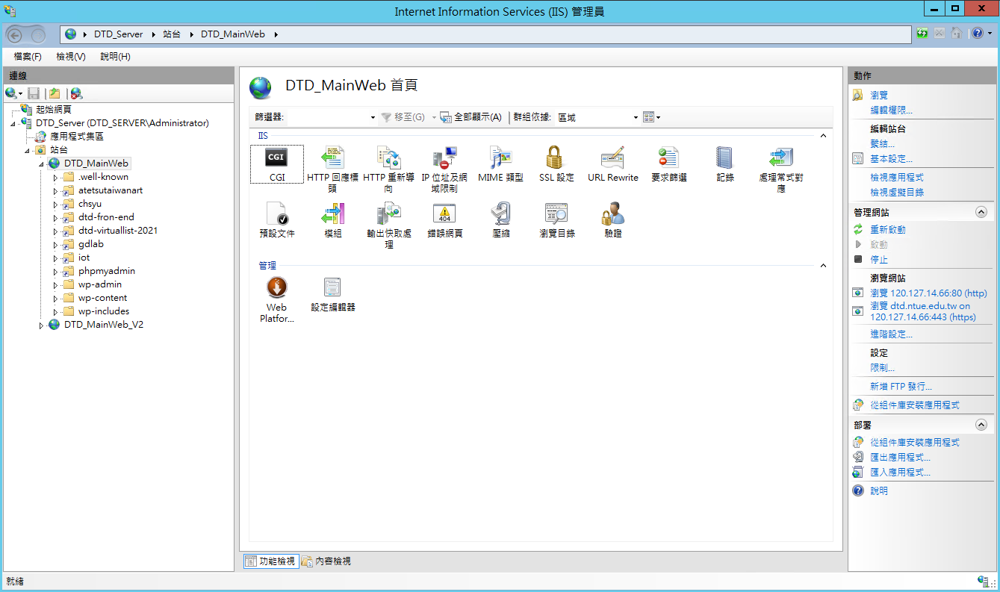 Internet Information Services (IIS) 管理員
DTD_Server 站台 DTD_MainWeb
檔案(F) 檢視(V) 說明(H)
連線
起始網頁
DTD_Server (DTD_SERVER\Administrator)
應用程式集區
站台
DTD_MainWeb
.well-known
atetsutaiwanart
chsyu
dtd-fron-end
dtd-virtuallist-2021
gdlab
iot
phpmyadmin
wp-admin
wp-content
wp-includes
DTD_MainWeb_V2
DTD_MainWeb 首頁
篩選器: 移至(G) 全部顯示(A) 群組依據: 區域
IIS
CGI
CGI
HTTP 回應標
頭
HTTP 重新導
向
IP 位址及網
域限制
MIME 類型
SSL 設定
URL Rewrite
要求篩選
記錄
處理常式對
應
預設文件
模組
輸出快取處
理
404
錯誤網頁
壓縮
瀏覽目錄
驗證
管理
Web
Platfor...
設定編輯器
功能檢視 內容檢視
動作
瀏覽
編輯權限...
編輯站台
繫結...
基本設定...
檢視應用程式
檢視虛擬目錄
管理網站
重新啟動
啟動
停止
瀏覽網站
瀏覽 120.127.14.66:80 (http)
瀏覽 dtd.ntue.edu.tw on
120.127.14.66:443 (https)
進階設定...
設定
限制...
新增 FTP 發行...
從組件庫安裝應用程式
部署
從組件庫安裝應用程式
匯出應用程式...
匯入應用程式...
說明
就緒